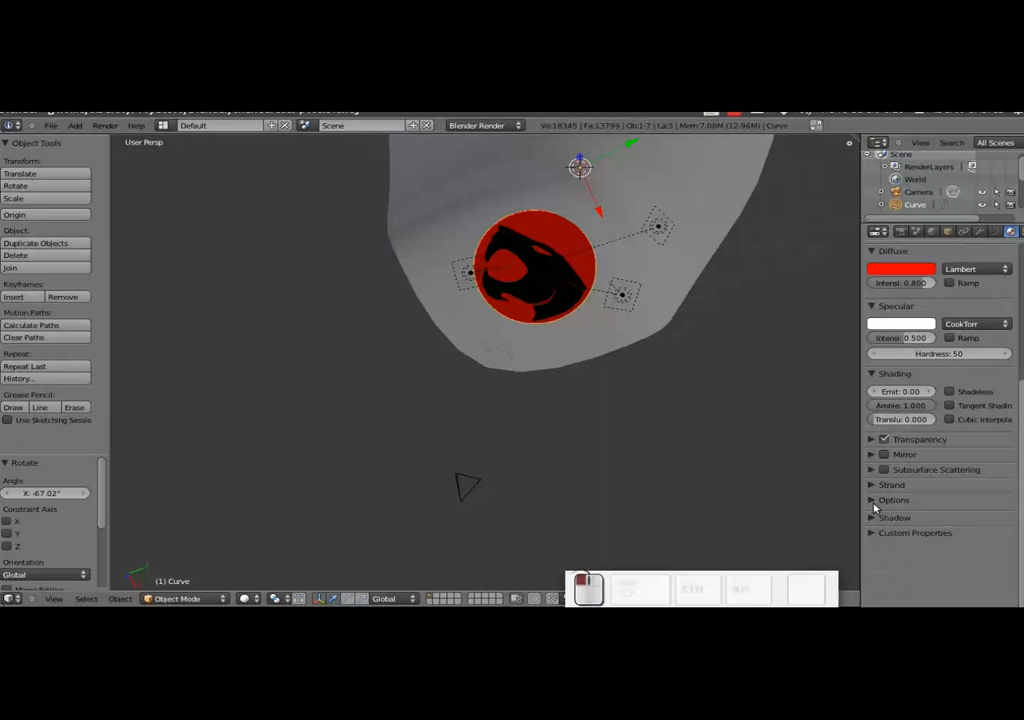 File Add Render Help Default Scene Blender Render Ve:18345 | Fa:13799 | Ob:1-7 | La:3 | Mem:7.08M (12.96M) | Curve View Search All Scenes
Object Tools
User Persp
Scene
Transform:
RenderLayers
Translate
World
Rotate
Camera
Scale
Curve
Origin
Object:
Duplicate Objects
Diffuse
Delete
Lambert
Join
Intensi: 0.800 Ramp
Keyframes:
Insert Remove
Specular
Motion Paths:
CookTorr
Calculate Paths
Intensi 0.500 Ramp
Clear Paths
Hardness: 50
Repeat:
Repeat Last
Shading
History...
Emit: 0.00 Shadeless
Grease Pencil:
Ambie: 1.000 Tangent Shadin
Draw Line Erase
Translu: 0.000 Cubic Interpola
Use Sketching Sessio
Transparency
Mirror
Rotate
Subsurface Scattering
Angle
Strand
X: -67.02°
Options
Constraint Axis
Shadow
X
Custom Properties
Y
Z
Orientation
Global
(1) Curve
Ctrl Alt
View Select Object Object Mode Global